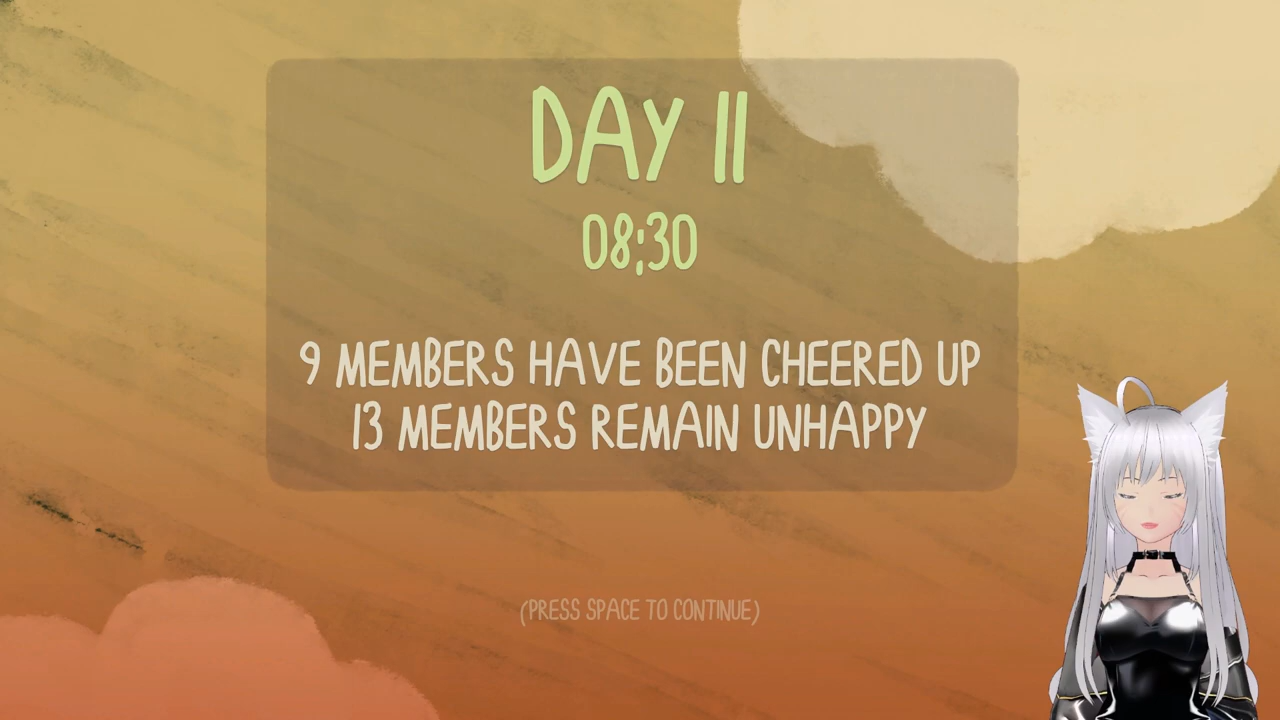 DAY 11
08:30
9 MEMBERS HAVE BEEN CHEERED UP
13 MEMBERS REMAIN UNHAPPY
(PRESS SPACE TO CONTINUE)